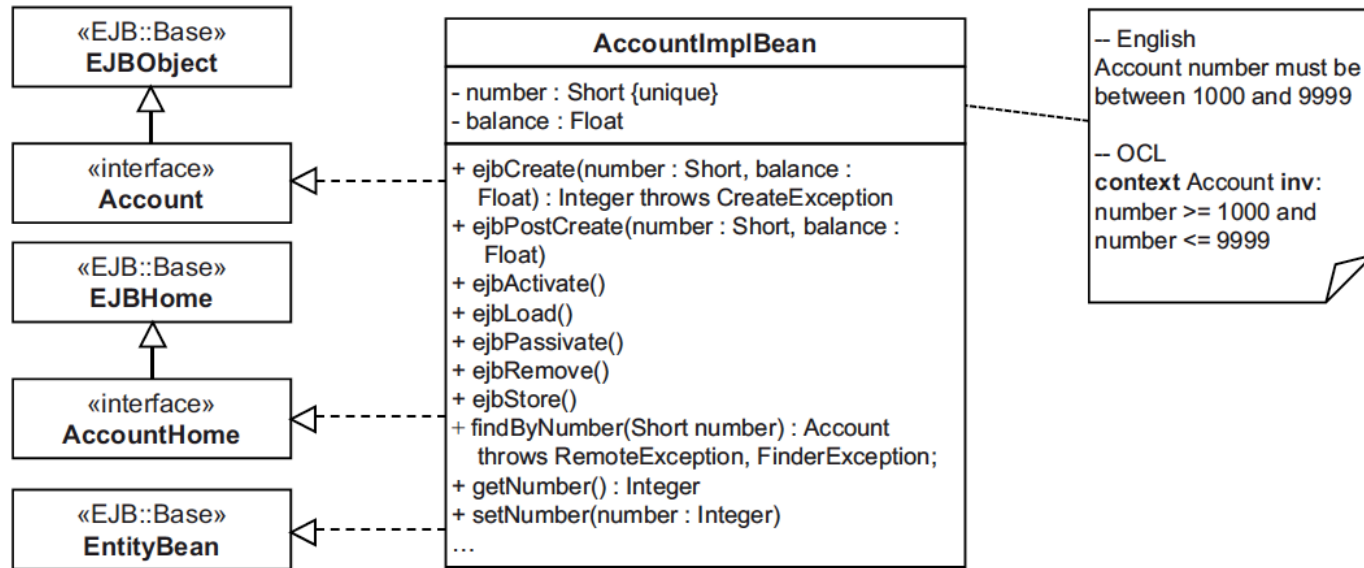 «EJB::Base»
EJBObject
«interface»
Account
«EJB::Base»
EJBHome
«interface»
AccountHome
«EJB::Base»
EntityBean
AccountImplBean
- number : Short {unique}
- balance : Float
+ ejbCreate(number : Short, balance :
Float) : Integer throws CreateException
+ ejbPostCreate(number : Short, balance :
Float)
+ ejbActivate()
+ ejbLoad()
+ ejbPassivate()
+ ejbRemove()
+ ejbStore()
+ findByNumber(Short number) : Account
throws RemoteException, FinderException;
+ getNumber() : Integer
+ setNumber(number : Integer)
...
-- English
Account number must be
between 1000 and 9999
-- OCL
context Account inv:
number >= 1000 and
number <= 9999